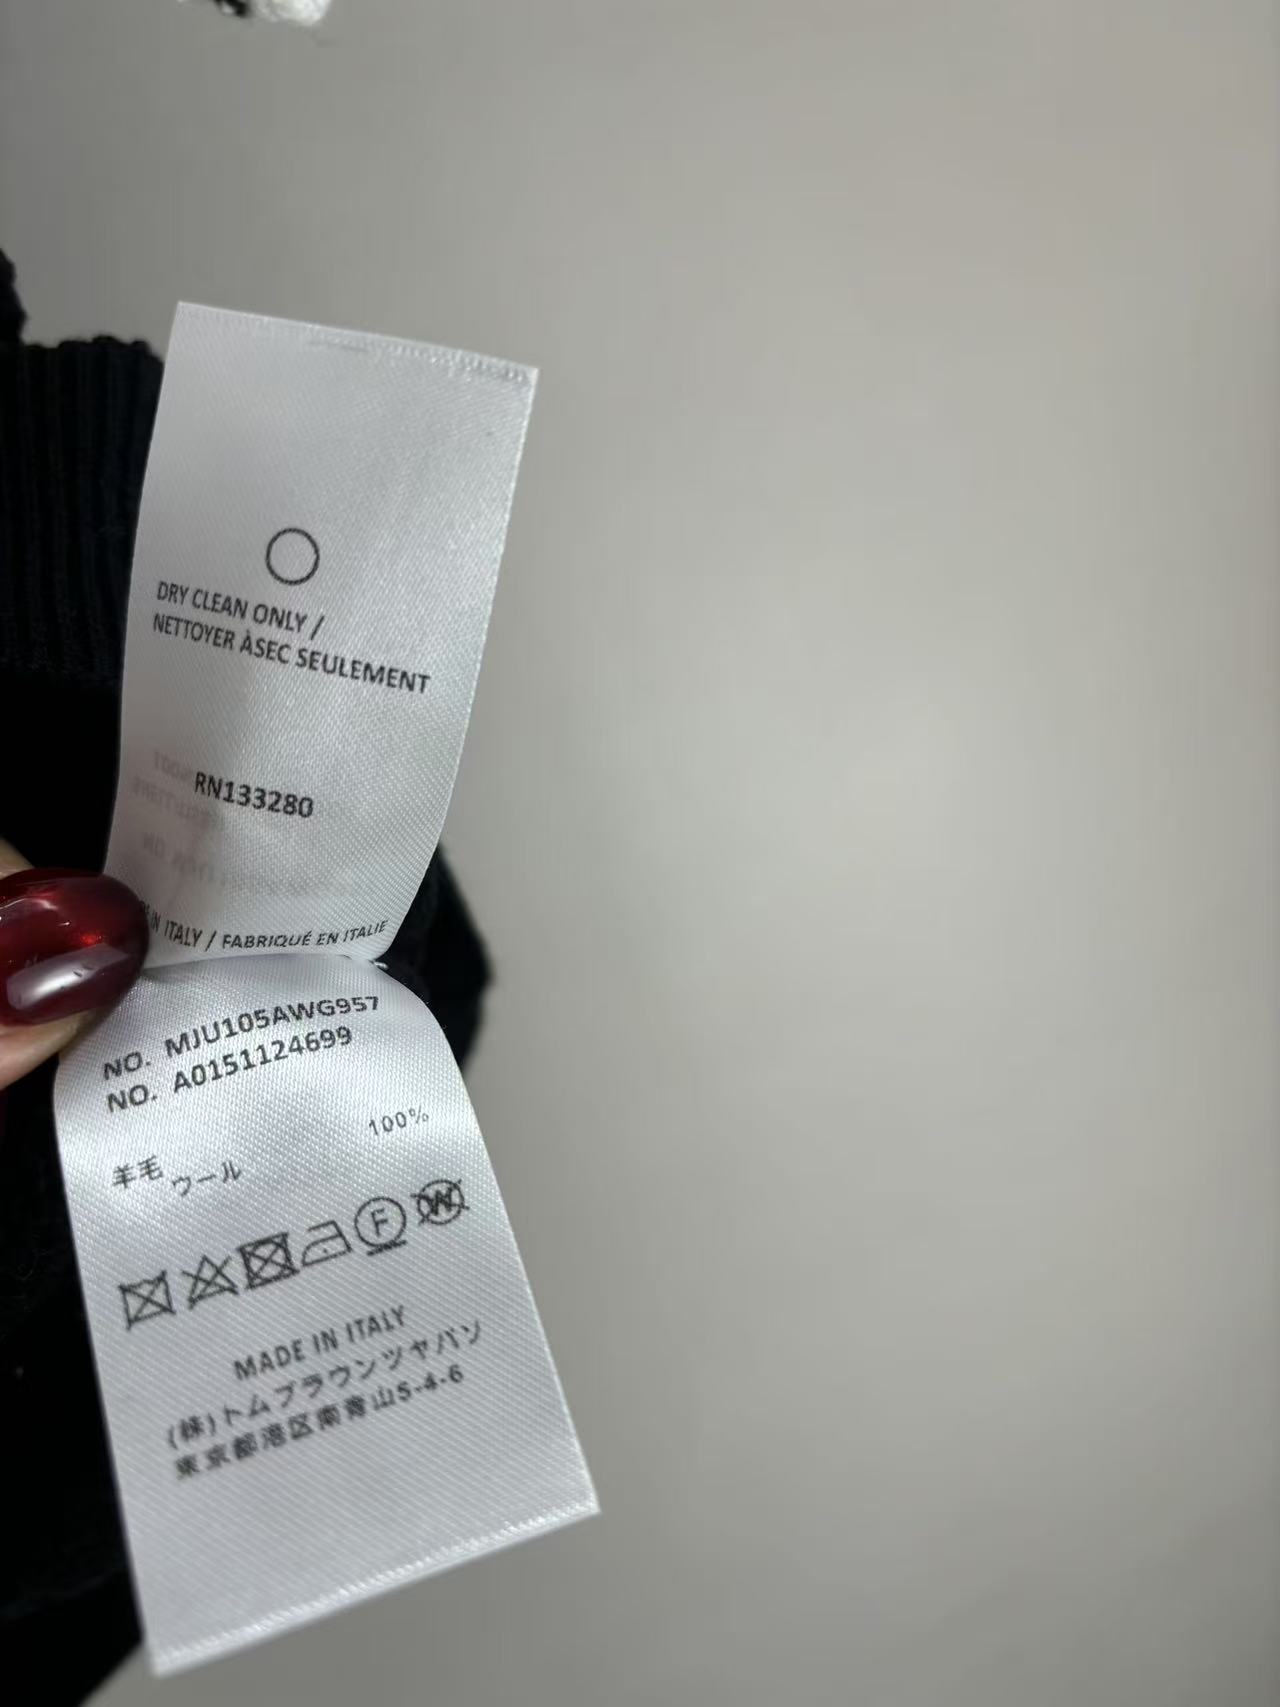 DRY CLEAN ONLY /
NETTOYER ÀSEC SEULEMENT
RN133280
IN ITALY / FABRIQUÉ EN ITALIE
NO. MJU105AWG957
NO. A0151124699
100%
羊毛 ウール
F W
MADE IN ITALY
(株)トムブラウンジャパン
東京都港区南青山5-4-6